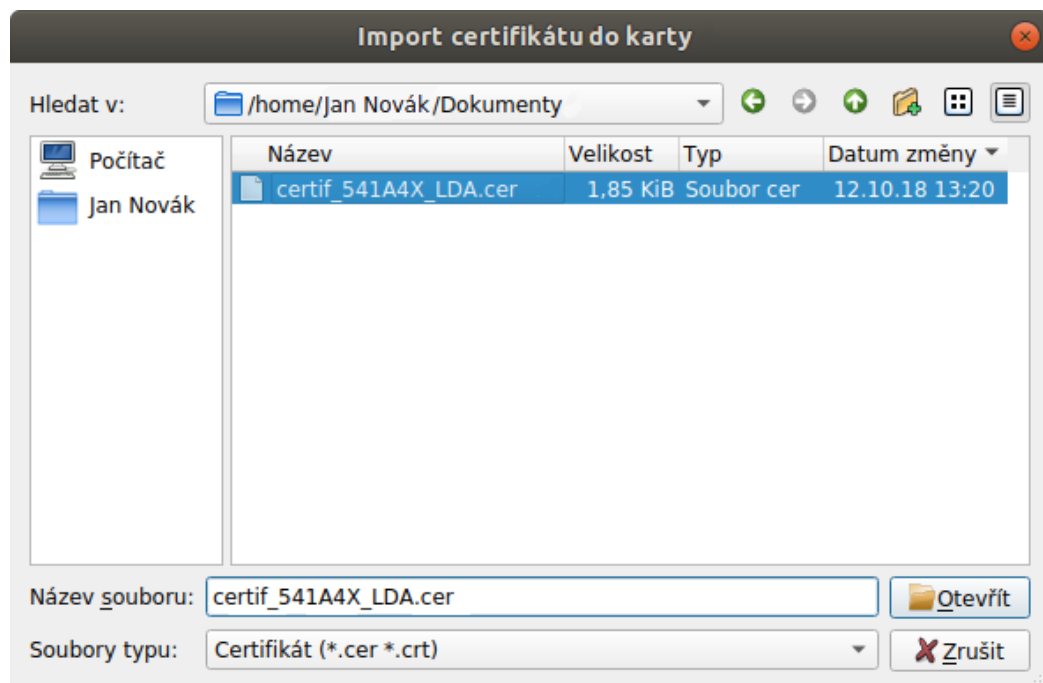 Import certifikátu do karty
Hledat v: /home/Jan Novák/Dokumenty
Počítač
Jan Novák
Název Velikost Typ Datum změny
certif_541A4X_LDA.cer 1,85 KiB Soubor cer 12.10.18 13:20
Název souboru: certif_541A4X_LDA.cer Otevřít
Soubory typu: Certifikát (*.cer *.crt) Zrušit